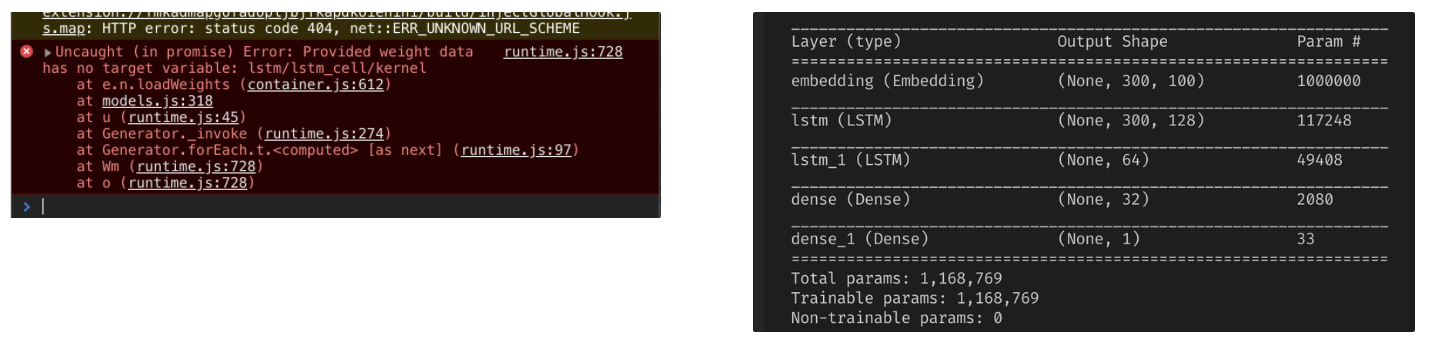 s.map: HTTP error: status code 404, net::ERR_UNKNOWN_URL_SCHEME
Uncaught (in promise) Error: Provided weight data runtime.js:728
has no target variable: lstm/lstm_cell/kernel
at e.n.loadWeights (container.js:612)
at models.js:318
at u (runtime.js:45)
at Generator._invoke (runtime.js:274)
at Generator.forEach.t.<computed> [as next] (runtime.js:97)
at Wm (runtime.js:728)
at o (runtime.js:728)
Layer (type) Output Shape Param #
embedding (Embedding) (None, 300, 100) 1000000
lstm (LSTM) (None, 300, 128) 117248
lstm_1 (LSTM) (None, 64) 49408
dense (Dense) (None, 32) 2080
dense_1 (Dense) (None, 1) 33
Total params: 1,168,769
Trainable params: 1,168,769
Non-trainable params: 0